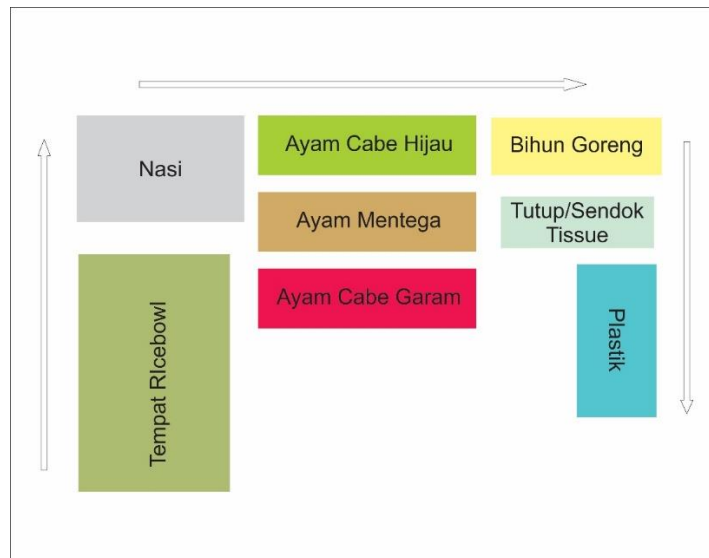 Nasi
Ayam Cabe Hijau
Bihun Goreng
Ayam Mentega
Tutup/Sendok
Tissue
Ayam Cabe Garam
Tempat RIcebowl
Plastik